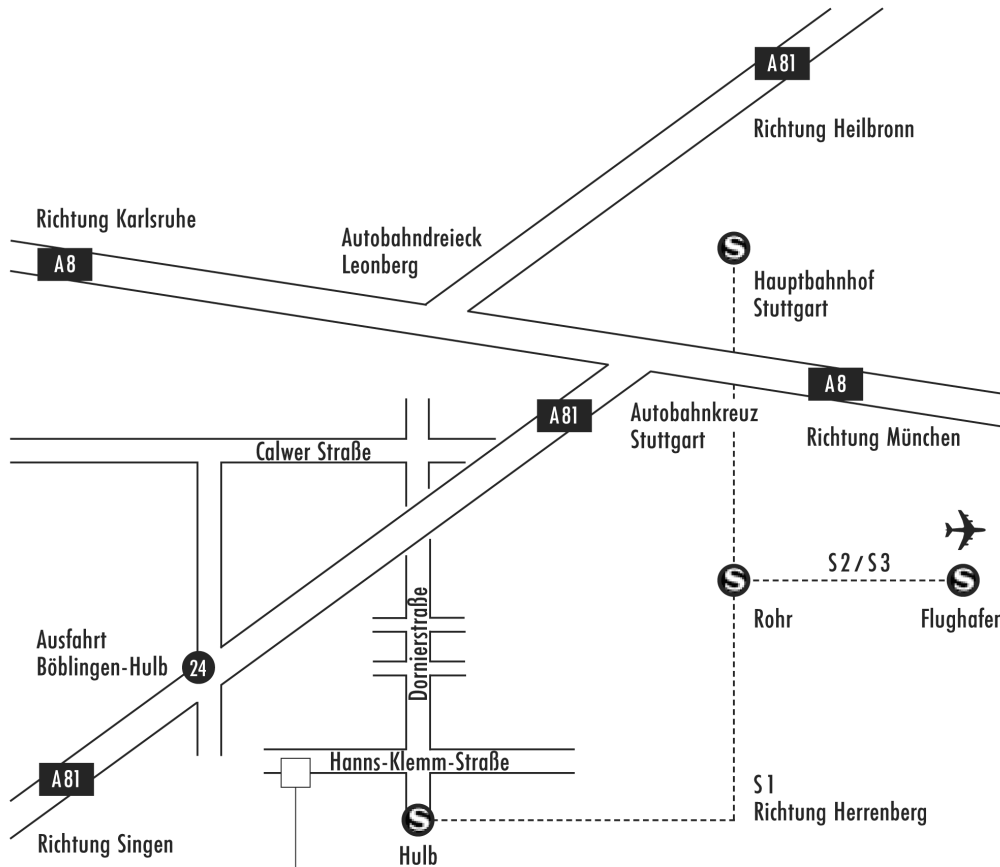 A81
Richtung Heilbronn
Richtung Karlsruhe
A8
Autobahndreieck
Leonberg
S
Hauptbahnhof
Stuttgart
A8
Richtung München
A81
Autobahnkreuz
Stuttgart
Calwer Straße
S2/S3
S
S
Rohr
Flughafen
Dornierstraße
Ausfahrt
Böblingen-Hulb
24
Hanns-Klemm-Straße
A81
S1
Richtung Herrenberg
S
Hulb
Richtung Singen